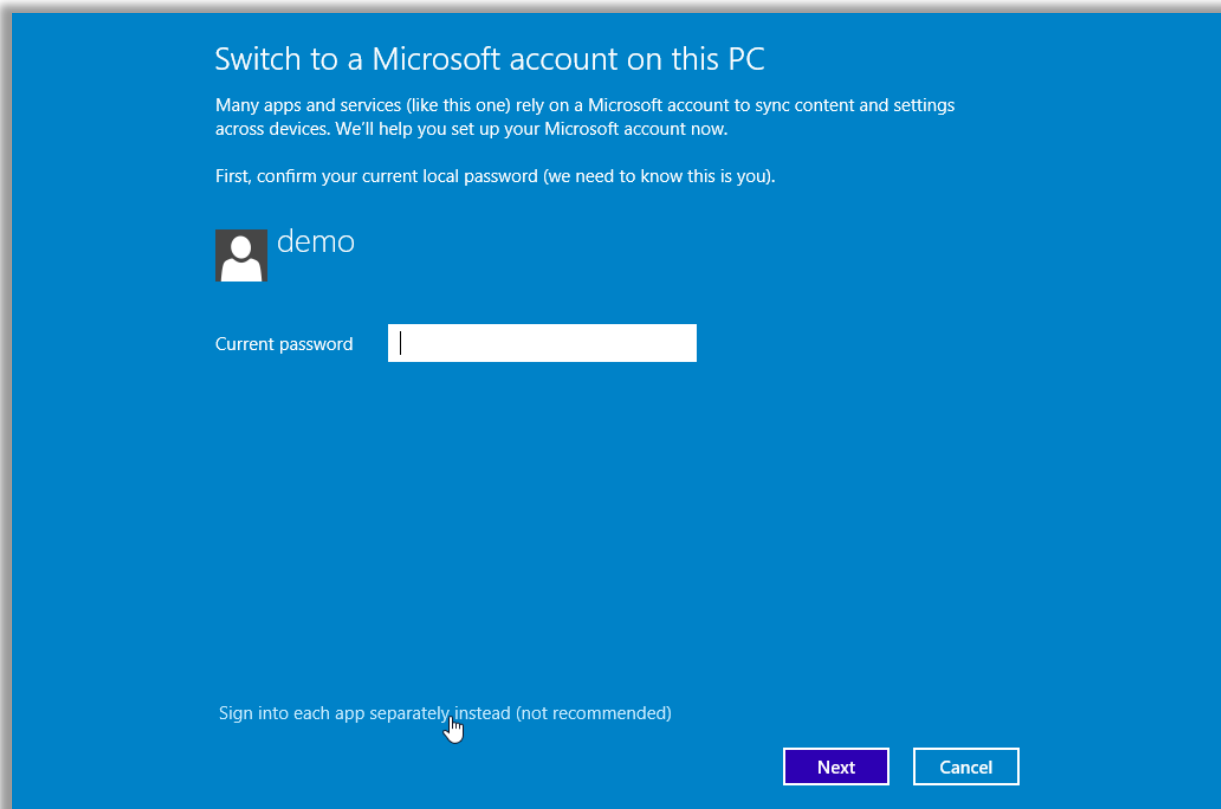 Switch to a Microsoft account on this PC
Many apps and services (like this one) rely on a Microsoft account to sync content and settings
across devices. We'll help you set up your Microsoft account now.
First, confirm your current local password (we need to know this is you).
demo
Current password
Sign into each app separately instead (not recommended)
Next Cancel